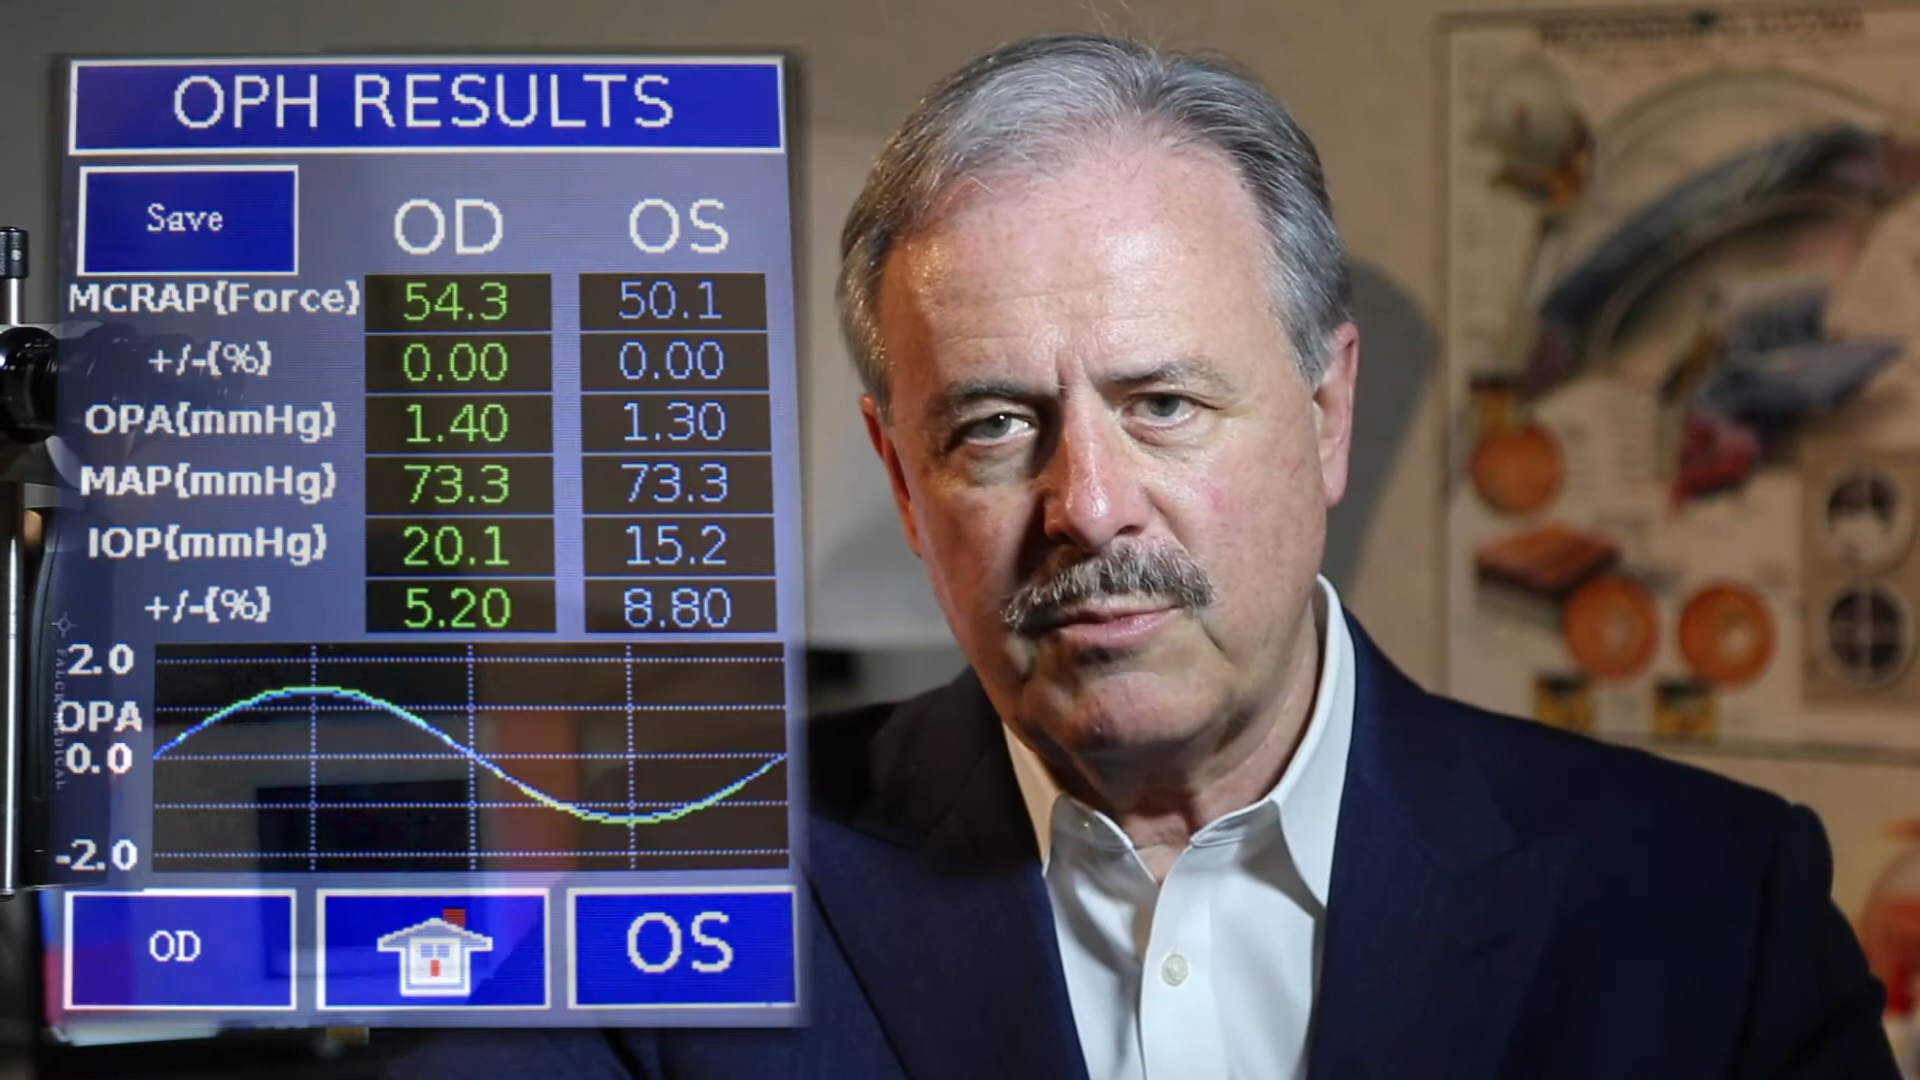 OPH RESULTS
Save OD OS
MCRAP{Force} 54.3 50.1
+/-{%} 0.00 0.00
OPA{mmHg} 1.40 1.30
MAP{mmHg} 73.3 73.3
IOP{mmHg} 20.1 15.2
+/-{%} 5.20 8.80
2.0
OPA
0.0
-2.0
OD OS